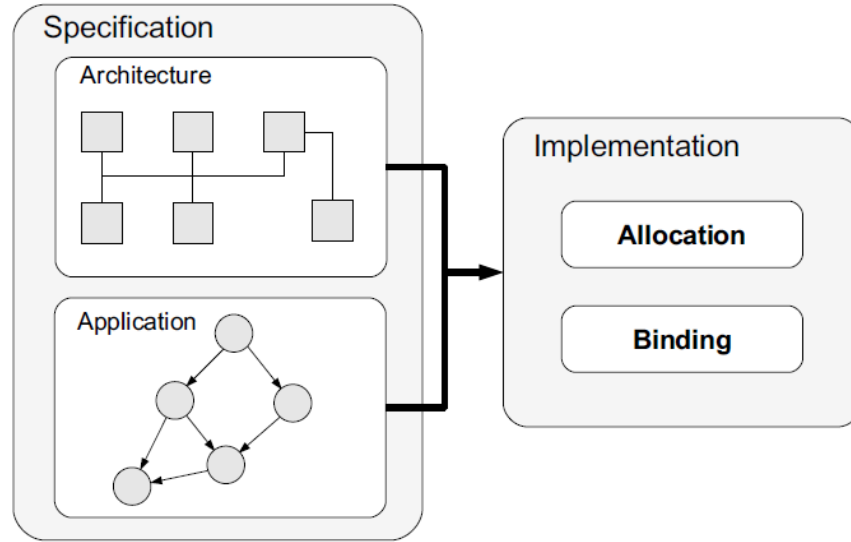 Specification
Architecture
Application
Implementation
Allocation
Binding